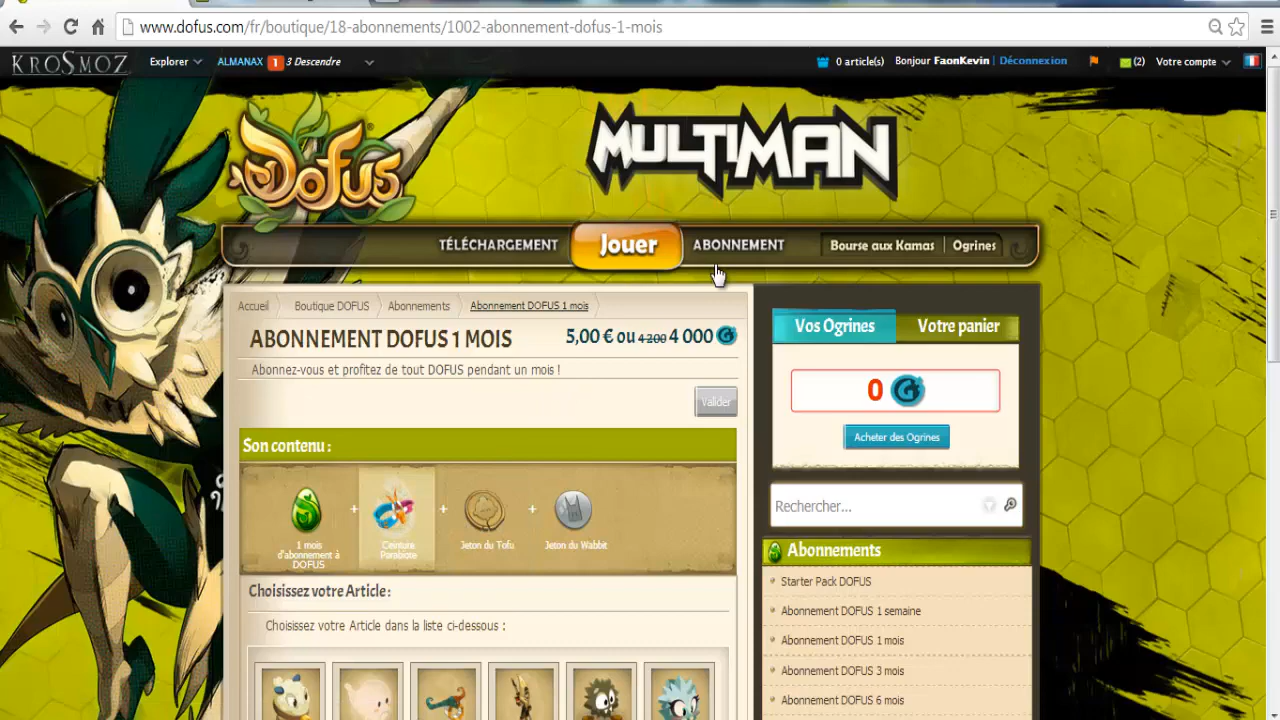 www.dofus.com/fr/boutique/18-abonnements/1002-abonnement-dofus-1-mois
KROSMOZ
Explorer
ALMANAX 1 3 Descendre
0 article(s)
Bonjour FaonKevin | Déconnexion
(2)
Votre compte
DOFUS
MULTIMAN
TÉLÉCHARGEMENT
Jouer
ABONNEMENT
Bourse aux Kamas
Ogrines
Accueil
Boutique DOFUS
Abonnements
Abonnement DOFUS 1 mois
ABONNEMENT DOFUS 1 MOIS
5,00 € ou 4 200 4 000
Abonnez-vous et profitez de tout DOFUS pendant un mois !
Valider
Son contenu :
1 mois
d'abonnement à
DOFUS
+
Ceinture
Parabiose
+
Jeton du Tofu
+
Jeton du Wabbit
Choisissez votre Article :
Choisissez votre Article dans la liste ci-dessous :
Vos Ogrines
Votre panier
0
Acheter des Ogrines
Rechercher...
Abonnements
Starter Pack DOFUS
Abonnement DOFUS 1 semaine
Abonnement DOFUS 1 mois
Abonnement DOFUS 3 mois
Abonnement DOFUS 6 mois